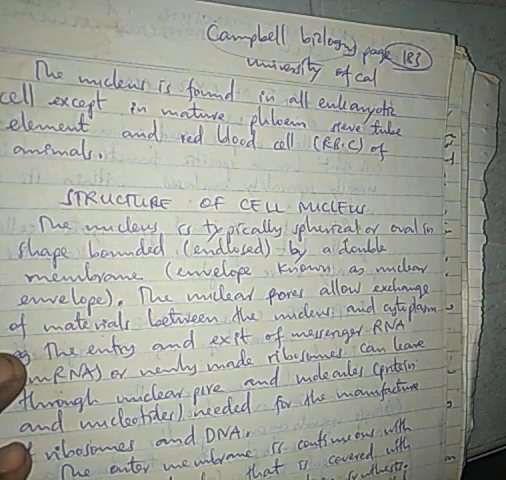 Campbell biology page 183
University of Cal
The nucleus is found in all eukaryotic
cell except in mature phloem sieve tube
element and red blood cell (R.B.C) of
animals.
STRUCTURE OF CELL NUCLEUS
The nucleus is typically spherical or oval in
shape bounded (endlosed) by a double
membrane (envelope known as nuclear
envelope). The nuclear pores allow exchange
of materials between the nucleus and cytoplasm
The entry and exit of messenger RNA
mRNAs) or newly made ribosomes can leave
through nuclear pore and molecules (protein
and nucleotides) needed for the manufacture
ribosomes and DNA.
The outer membrane is continuous with
that is covered with